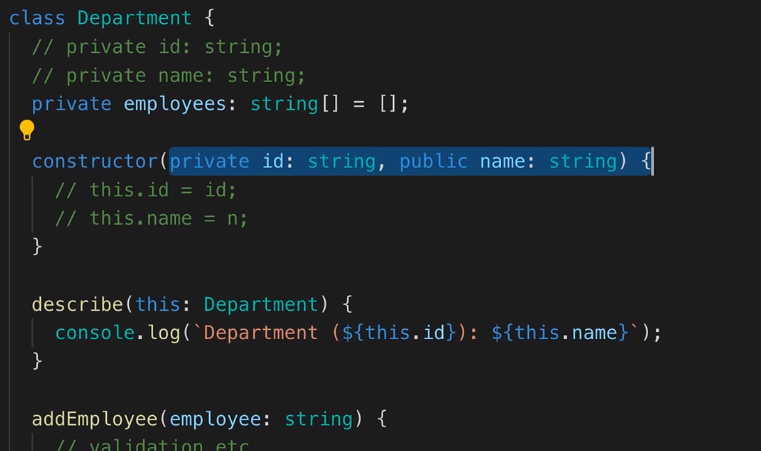 class Department {
// private id: string;
// private name: string;
private employees: string[] = [];
constructor(private id: string, public name: string) {
// this.id = id;
// this.name = n;
}
describe(this: Department) {
console.log(`Department (${this.id}): ${this.name}`);
}
addEmployee(employee: string) {
// validation etc